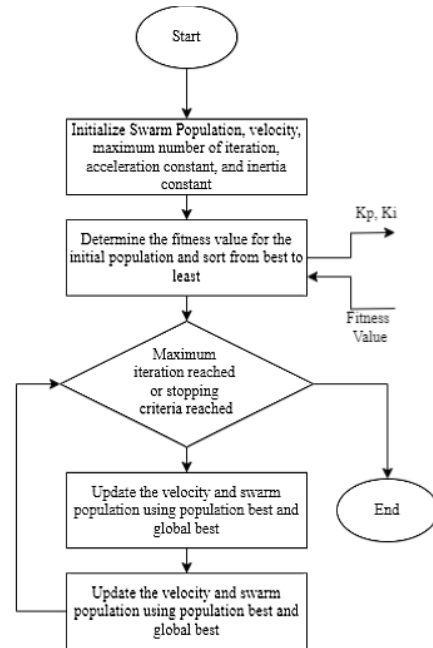 Start
Initialize Swarm Population, velocity,
maximum number of iteration,
acceleration constant, and inertia
constant
Kp, Ki
Determine the fitness value for the
initial population and sort from best to
least
Fitness
Value
Maximum
iteration reached
or stopping
criteria reached
Update the velocity and swarm
population using population best and
global best
End
Update the velocity and swarm
population using population best and
global best